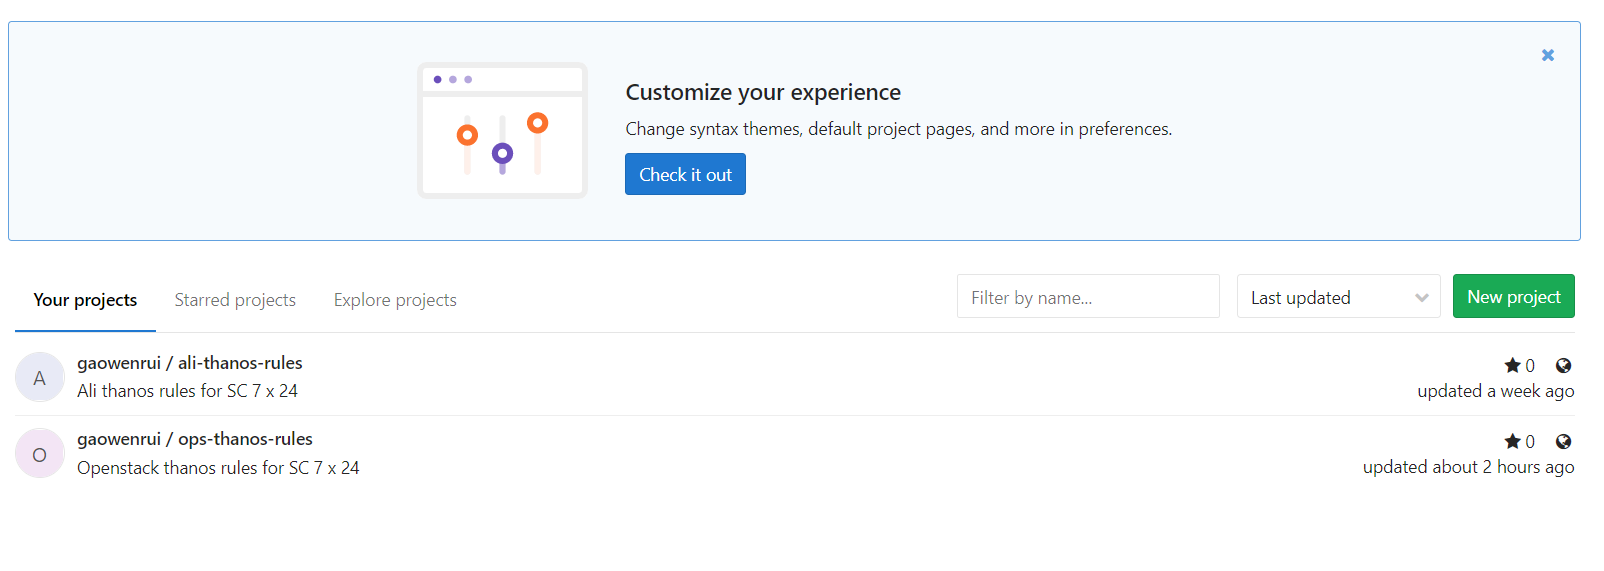 Customize your experience
Change syntax themes, default project pages, and more in preferences.
Check it out
Your projects
Starred projects
Explore projects
Filter by name...
Last updated
New project
A
gaowenrui / ali-thanos-rules
0
Ali thanos rules for SC 7 x 24
updated a week ago
O
gaowenrui / ops-thanos-rules
0
Openstack thanos rules for SC 7 x 24
updated about 2 hours ago